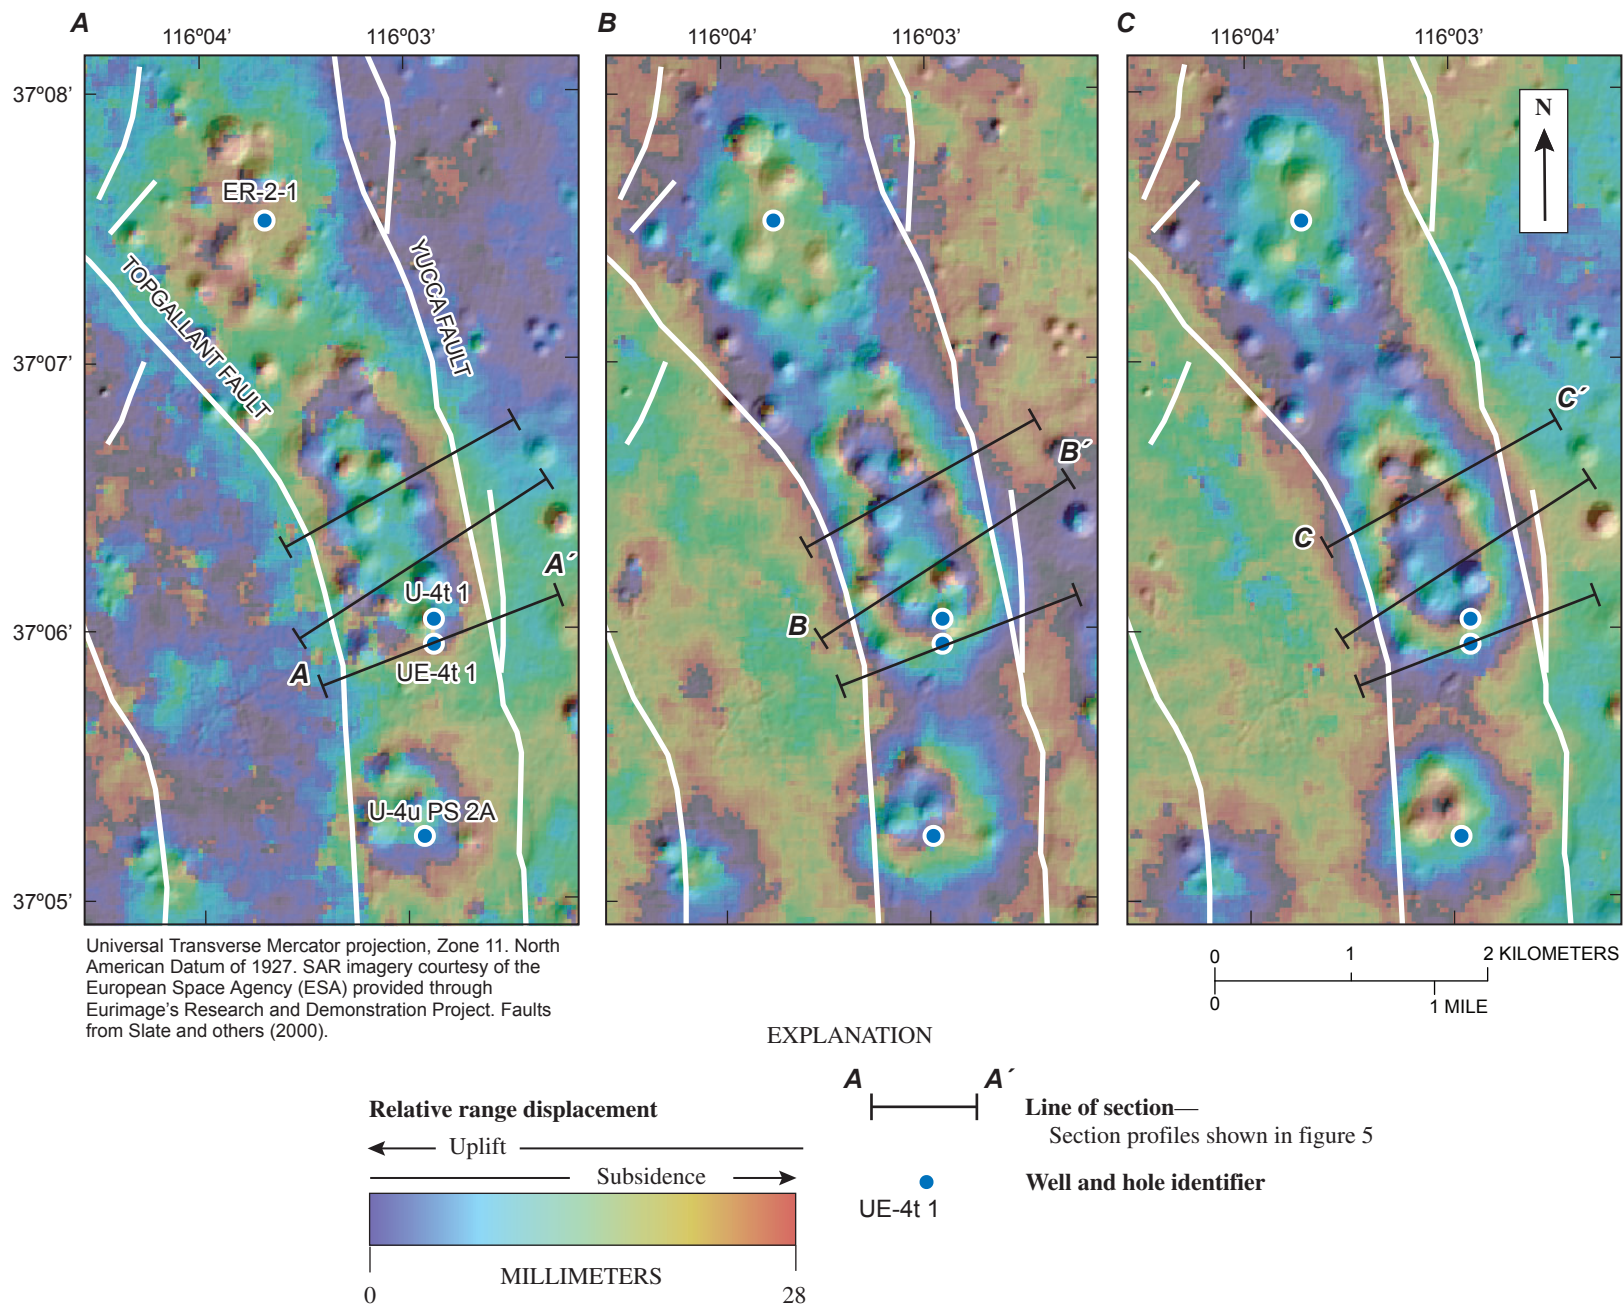 A
B
C
116º04’
116º03’
116º04’
116º03’
116º04’
116º03’
37º08’
37º07’
37º06’
37º05’
N
ER-2-1
TOPGALLANT FAULT
YUCCA FAULT
A´
U-4t 1
UE-4t 1
A
U-4u PS 2A
B´
B
C´
C
Universal Transverse Mercator projection, Zone 11. North
American Datum of 1927. SAR imagery courtesy of the
European Space Agency (ESA) provided through
Eurimage’s Research and Demonstration Project. Faults
from Slate and others (2000).
0 1 2 KILOMETERS
0 1 MILE
EXPLANATION
Relative range displacement
Uplift
Subsidence
MILLIMETERS
0 28
A A´
Line of section—
Section profiles shown in figure 5
Well and hole identifier
UE-4t 1